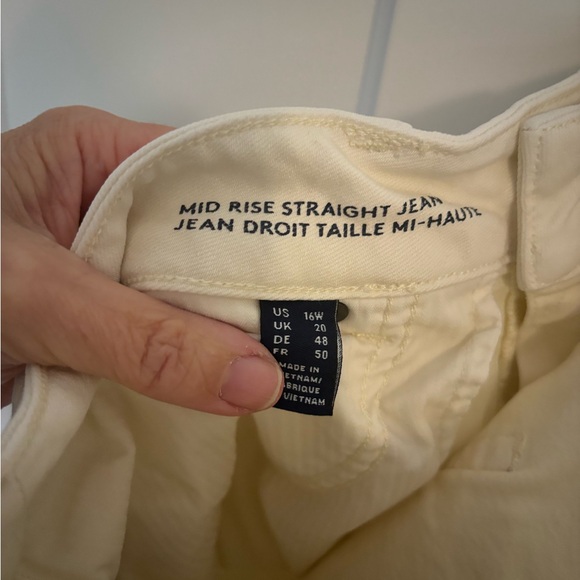 MID RISE STRAIGHT JEAN
JEAN DROIT TAILLE MI-HAUTE
US 16W
UK 20
DE 48
FR 50
MADE IN
VIETNAM/
FABRIQUE
VIETNAM